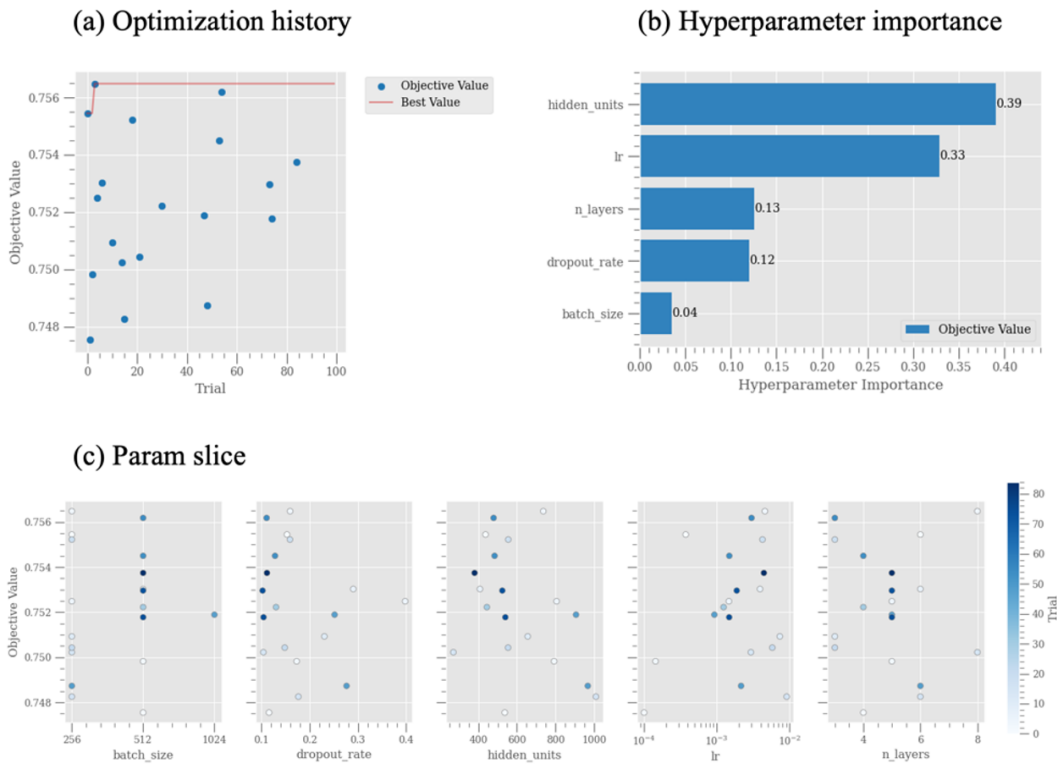 (a) Optimization history
(b) Hyperparameter importance
Objective Value
0.756
0.754
0.752
0.750
0.748
0 20 40 60 80 100
Trial
Objective Value
Best Value
hidden_units
lr
n_layers
dropout_rate
batch_size
0.39
0.33
0.13
0.12
0.04
Objective Value
0.00 0.05 0.10 0.15 0.20 0.25 0.30 0.35 0.40
Hyperparameter Importance
(c) Param slice
Objective Value
0.756
0.754
0.752
0.750
0.748
256 512 1024
batch_size
0.1 0.2 0.3 0.4
dropout_rate
400 600 800 1000
hidden_units
10⁻⁴ 10⁻³ 10⁻²
lr
4 6 8
n_layers
80
70
60
50
40
30
20
10
0
Trial